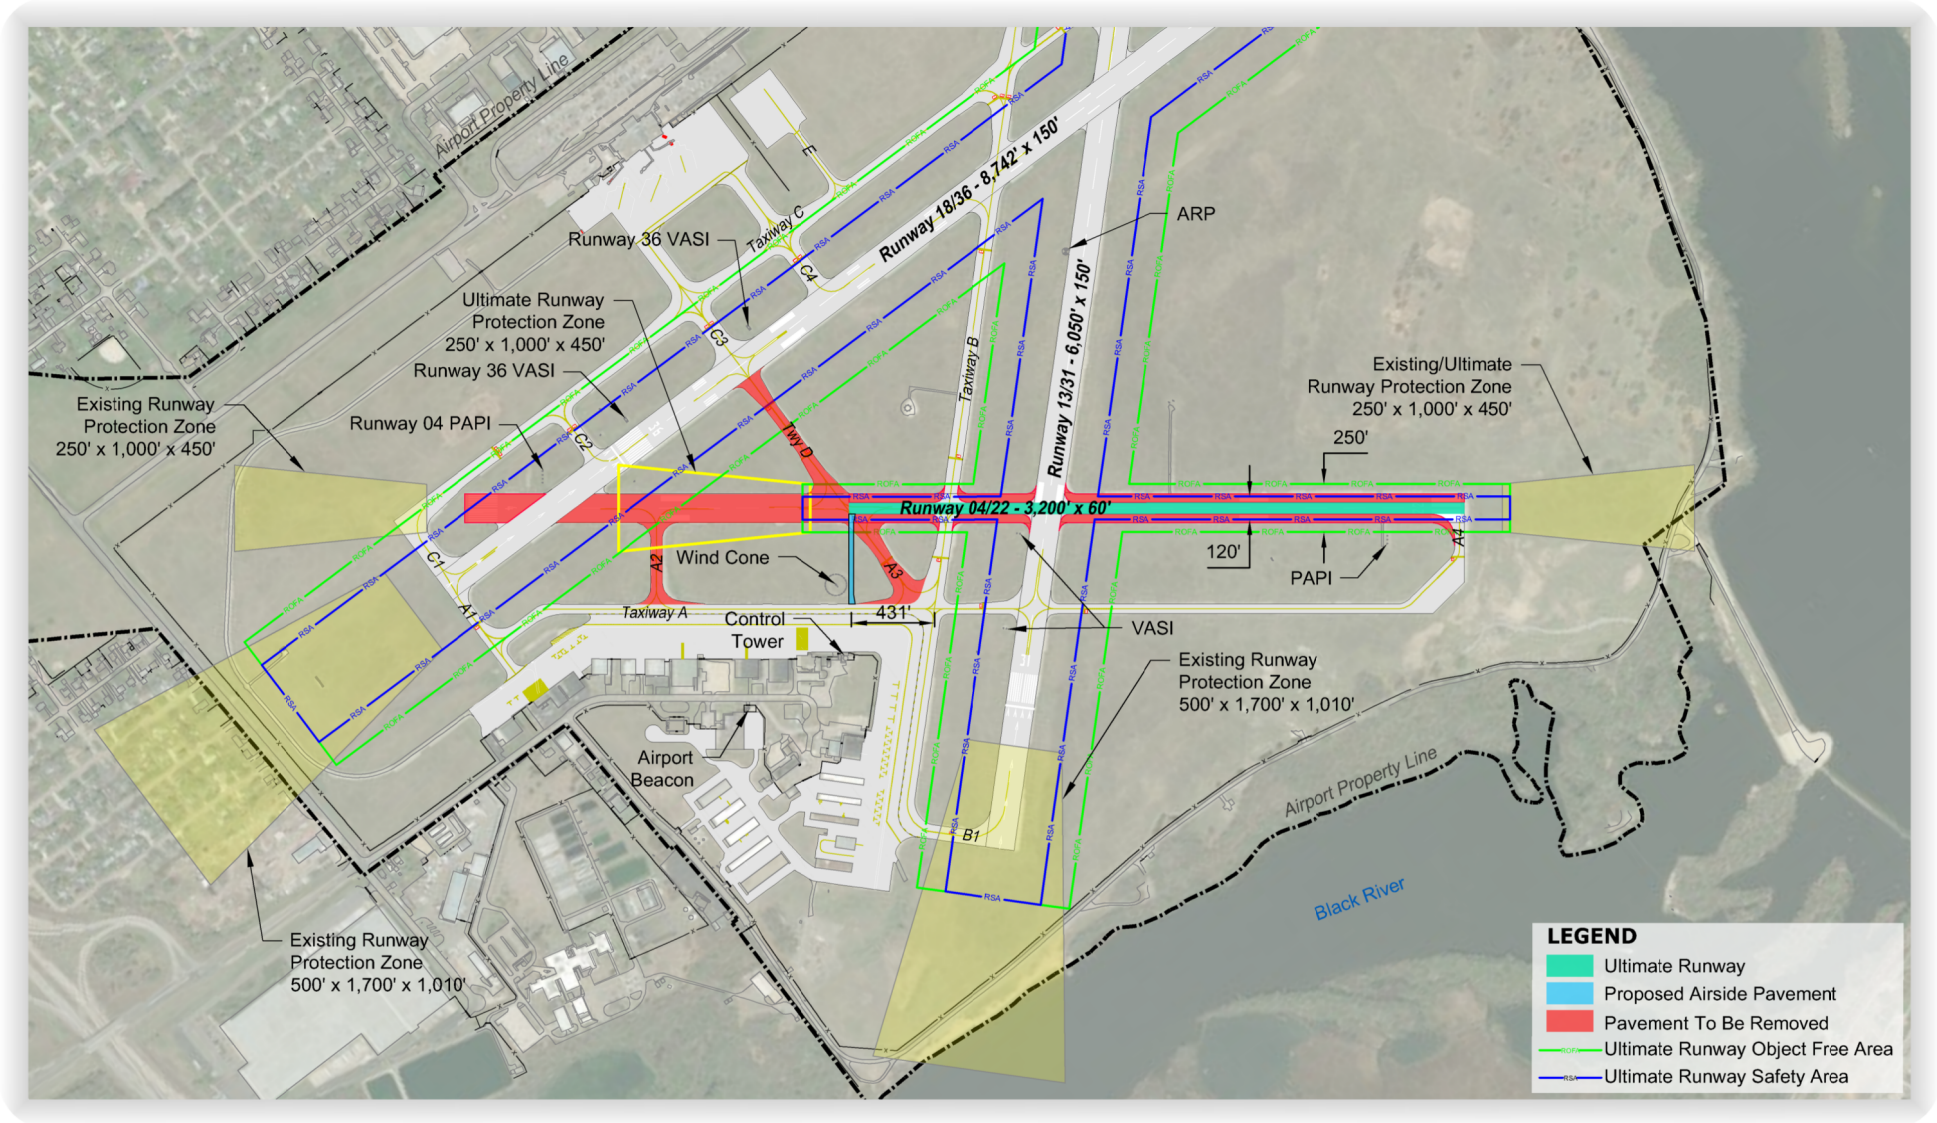 Airport Property Line
E
Runway 18/36 - 8,742' x 150'
Taxiway C
ARP
Runway 36 VASI
C4
Runway 13/31 - 6,050' x 150'
Ultimate Runway
Protection Zone
250' x 1,000' x 450'
C3
Taxiway B
Runway 36 VASI
Existing/Ultimate
Runway Protection Zone
250' x 1,000' x 450'
Existing Runway
Protection Zone
250' x 1,000' x 450'
Runway 04 PAPI
C2
36
Twy D
250'
Runway 04/22 - 3,200' x 60'
120'
A4
C1
A2
Wind Cone
A3
PAPI
A1
Taxiway A
431'
Control
Tower
VASI
Existing Runway
Protection Zone
500' x 1,700' x 1,010'
Airport
Beacon
Airport Property Line
B1
Black River
Existing Runway
Protection Zone
500' x 1,700' x 1,010'
RSA
ROFA
LEGEND
Ultimate Runway
Proposed Airside Pavement
Pavement To Be Removed
ROFA Ultimate Runway Object Free Area
RSA Ultimate Runway Safety Area